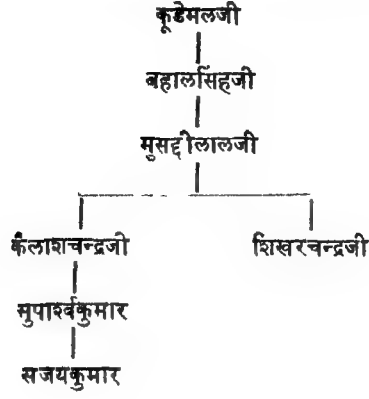 कूडेमलजी
बहालसिंहजी
मुसद्दीलालजी
कैलाशचन्द्रजी शिखरचन्द्रजी
सुपार्श्वकुमार
सजयकुमार